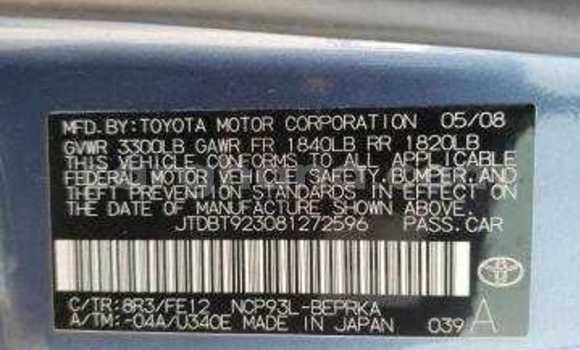 MFD.BY:TOYOTA MOTOR CORPORATION 05/08
GVWR 3300LB GAWR FR 1840LB RR 1820LB
THIS VEHICLE CONFORMS TO ALL APPLICABLE
FEDERAL MOTOR VEHICLE SAFETY, BUMPER, AND
THEFT PREVENTION STANDARDS IN EFFECT ON
THE DATE OF MANUFACTURE SHOWN ABOVE.
JTDBT923081272596 PASS.CAR
C/TR:8R3/FE12 NCP93L-BEPRKA
A/TM:-04A/U340E MADE IN JAPAN 039 A